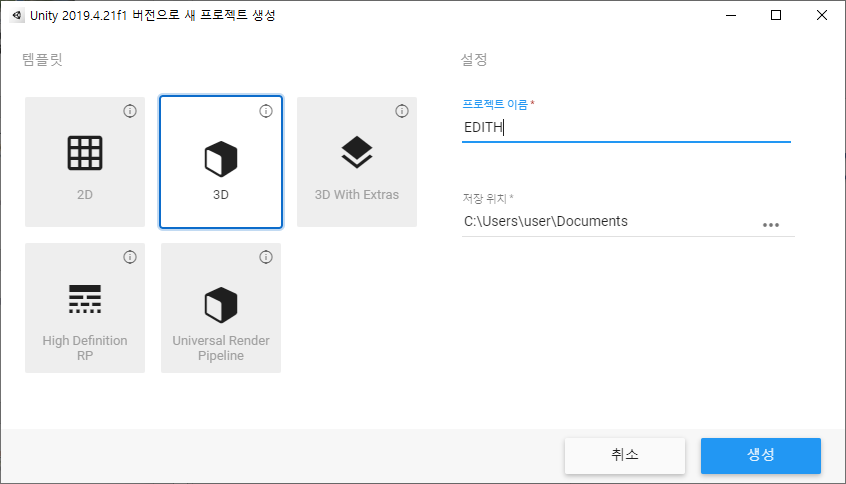 Unity 2019.4.21f1 버전으로 새 프로젝트 생성
템플릿
2D
3D
3D With Extras
High Definition
RP
Universal Render
Pipeline
설정
프로젝트 이름 *
EDITH
저장 위치 *
C:\Users\user\Documents
취소
생성